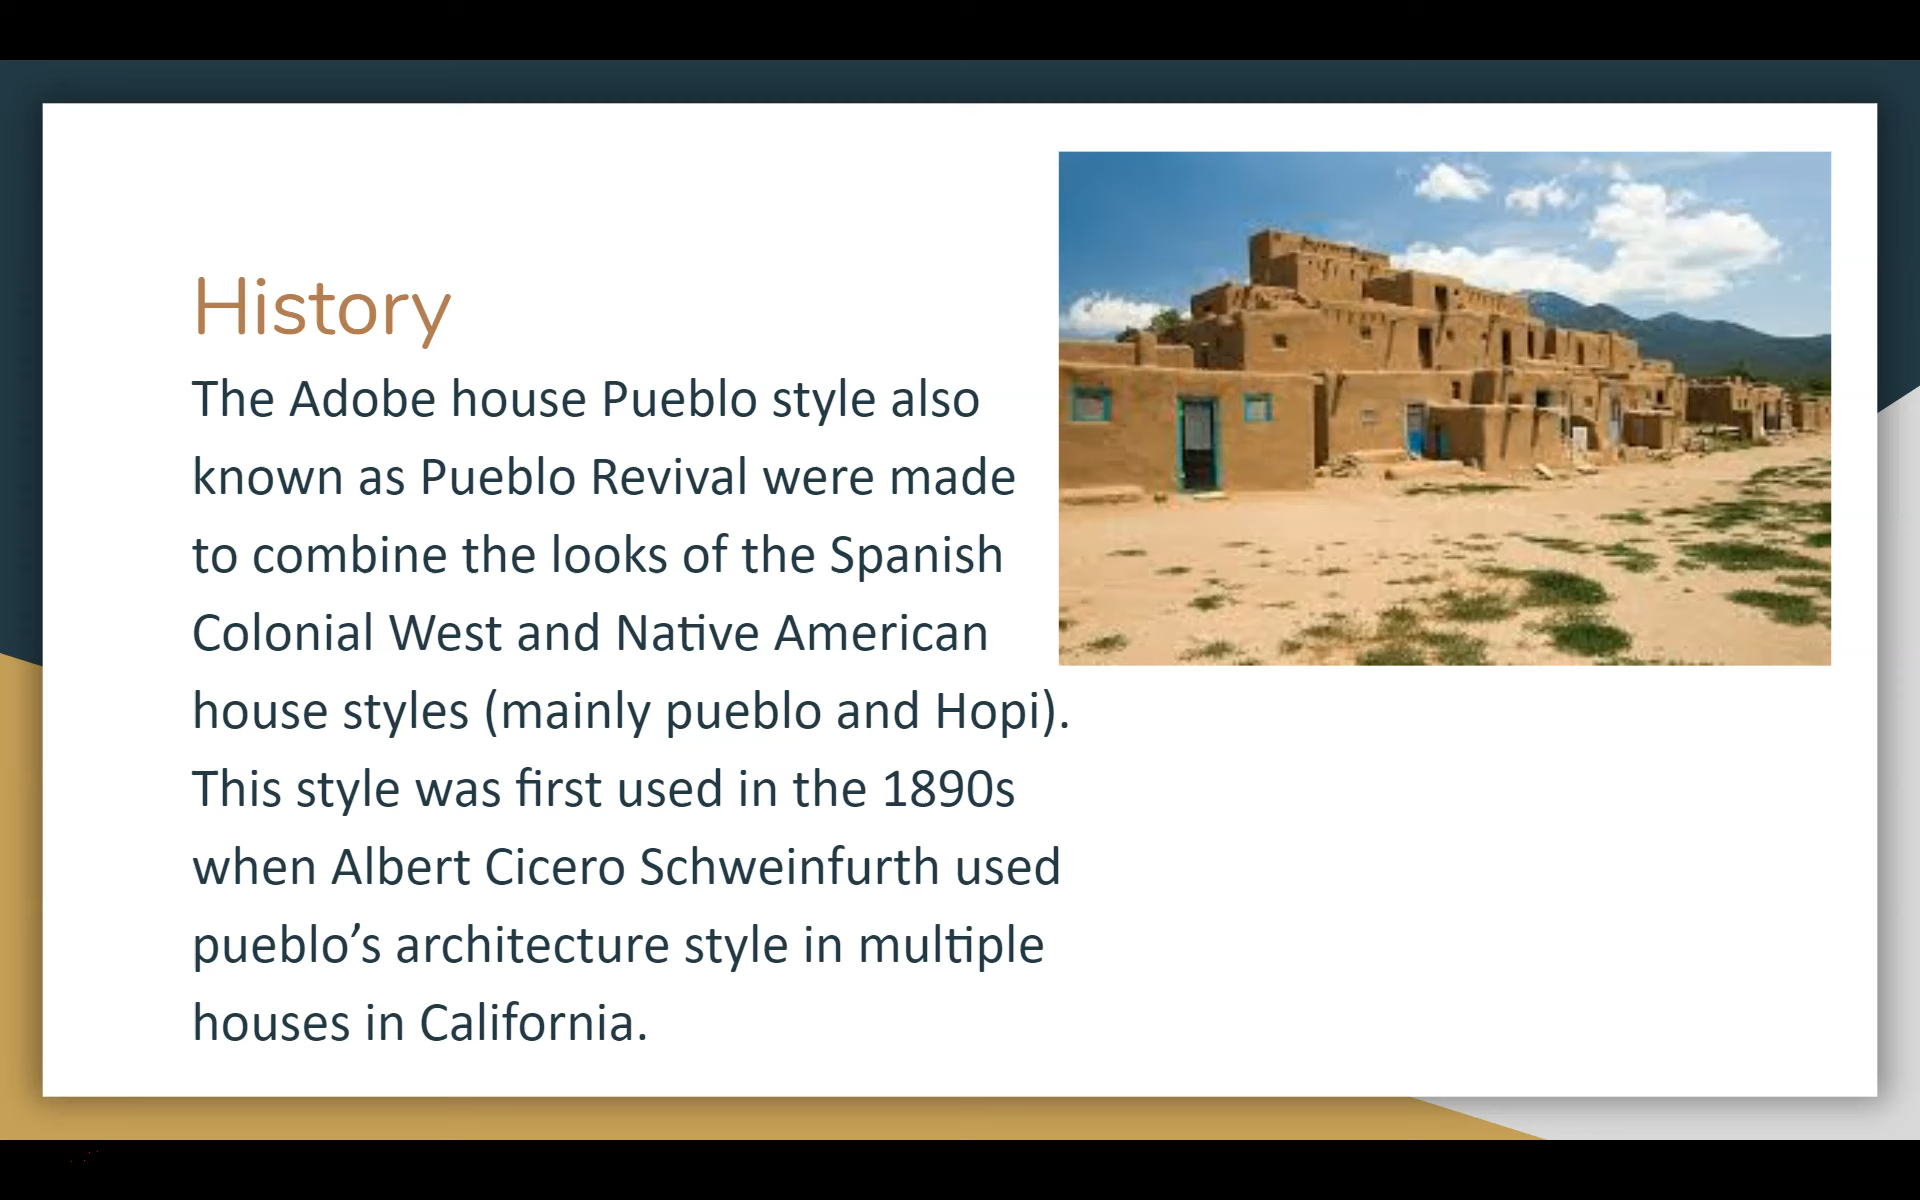 History
The Adobe house Pueblo style also
known as Pueblo Revival were made
to combine the looks of the Spanish
Colonial West and Native American
house styles (mainly pueblo and Hopi).
This style was first used in the 1890s
when Albert Cicero Schweinfurth used
pueblo’s architecture style in multiple
houses in California.